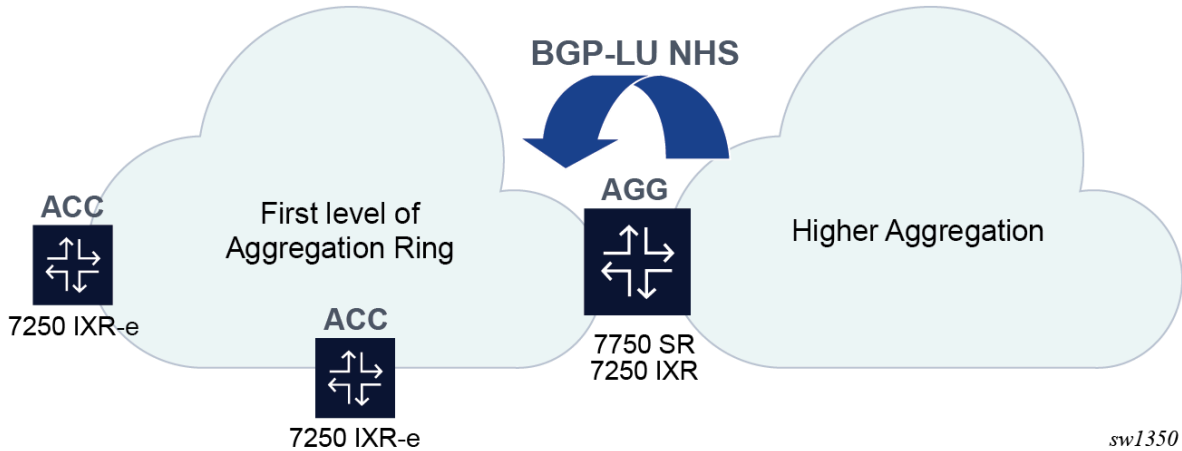 BGP-LU NHS
ACC
7250 IXR-e
First level of
Aggregation Ring
ACC
7250 IXR-e
AGG
7750 SR
7250 IXR
Higher Aggregation
sw1350